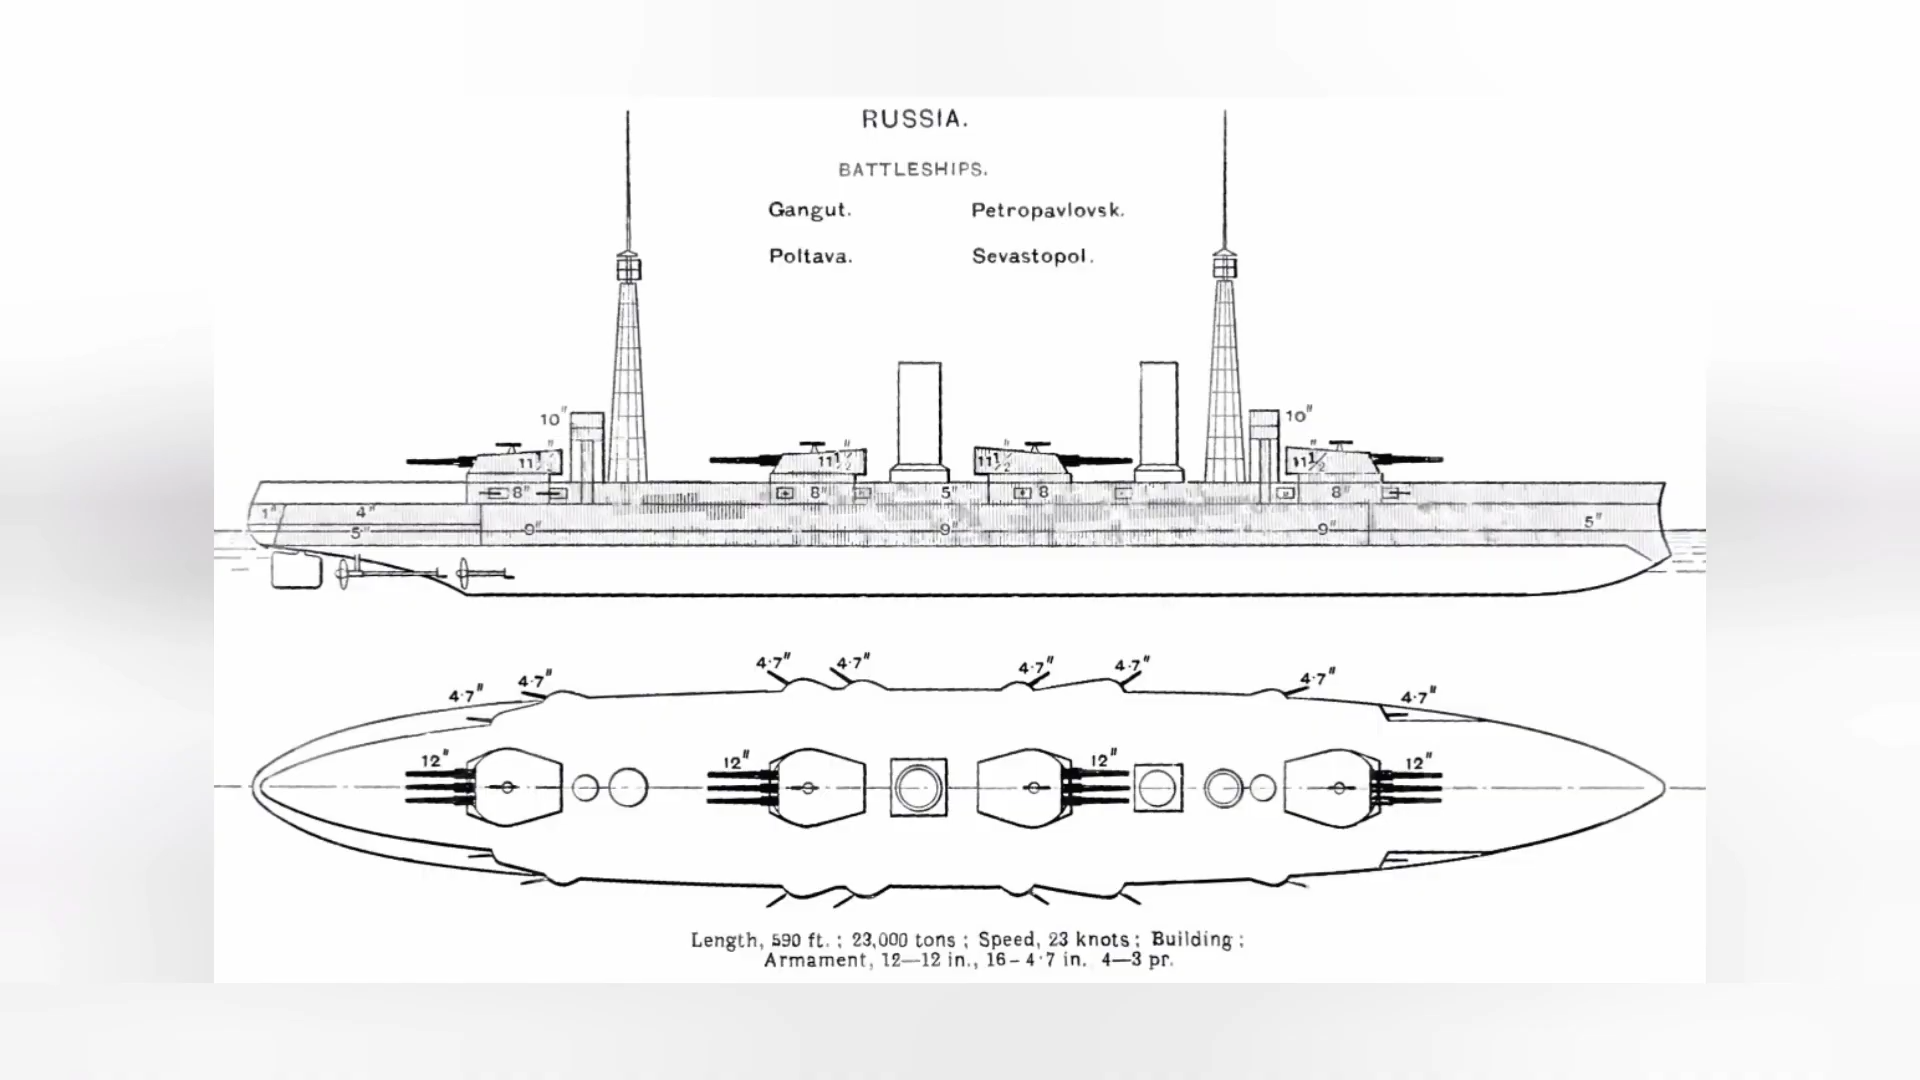 RUSSIA.
BATTLESHIPS.
Gangut. Petropavlovsk.
Poltava. Sevastopol.
10" 10"
11½" 11½" 11½" 11½"
8" 8" 5" 8 8"
1" 4"
5" 9" 9" 9" 5"
4·7" 4·7" 4·7" 4·7" 4·7" 4·7" 4·7" 4·7"
12" 12" 12" 12"
Length, 590 ft. ; 23,000 tons ; Speed, 23 knots ; Building ;
Armament, 12—12 in., 16–4·7 in. 4—3 pr.